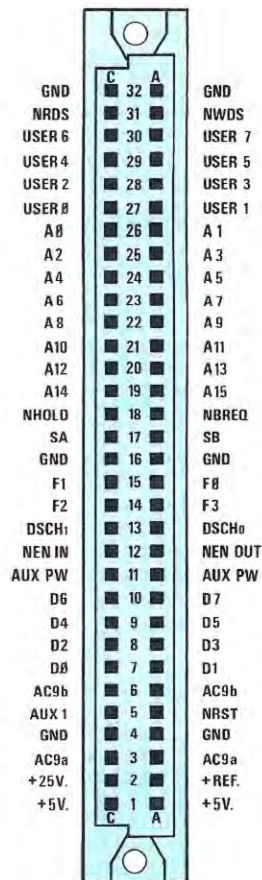 C A
GND 32 GND
NRDS 31 NWDS
USER 6 30 USER 7
USER 4 29 USER 5
USER 2 28 USER 3
USER Ø 27 USER 1
AØ 26 A1
A2 25 A3
A4 24 A5
A6 23 A7
A8 22 A9
A10 21 A11
A12 20 A13
A14 19 A15
NHOLD 18 NBREQ
SA 17 SB
GND 16 GND
F1 15 FØ
F2 14 F3
DSCH1 13 DSCH0
NEN IN 12 NEN OUT
AUX PW 11 AUX PW
D6 10 D7
D4 9 D5
D2 8 D3
DØ 7 D1
AC9b 6 AC9b
AUX 1 5 NRST
GND 4 GND
AC9a 3 AC9a
+25V. 2 +REF.
+5V. 1 +5V.
C A